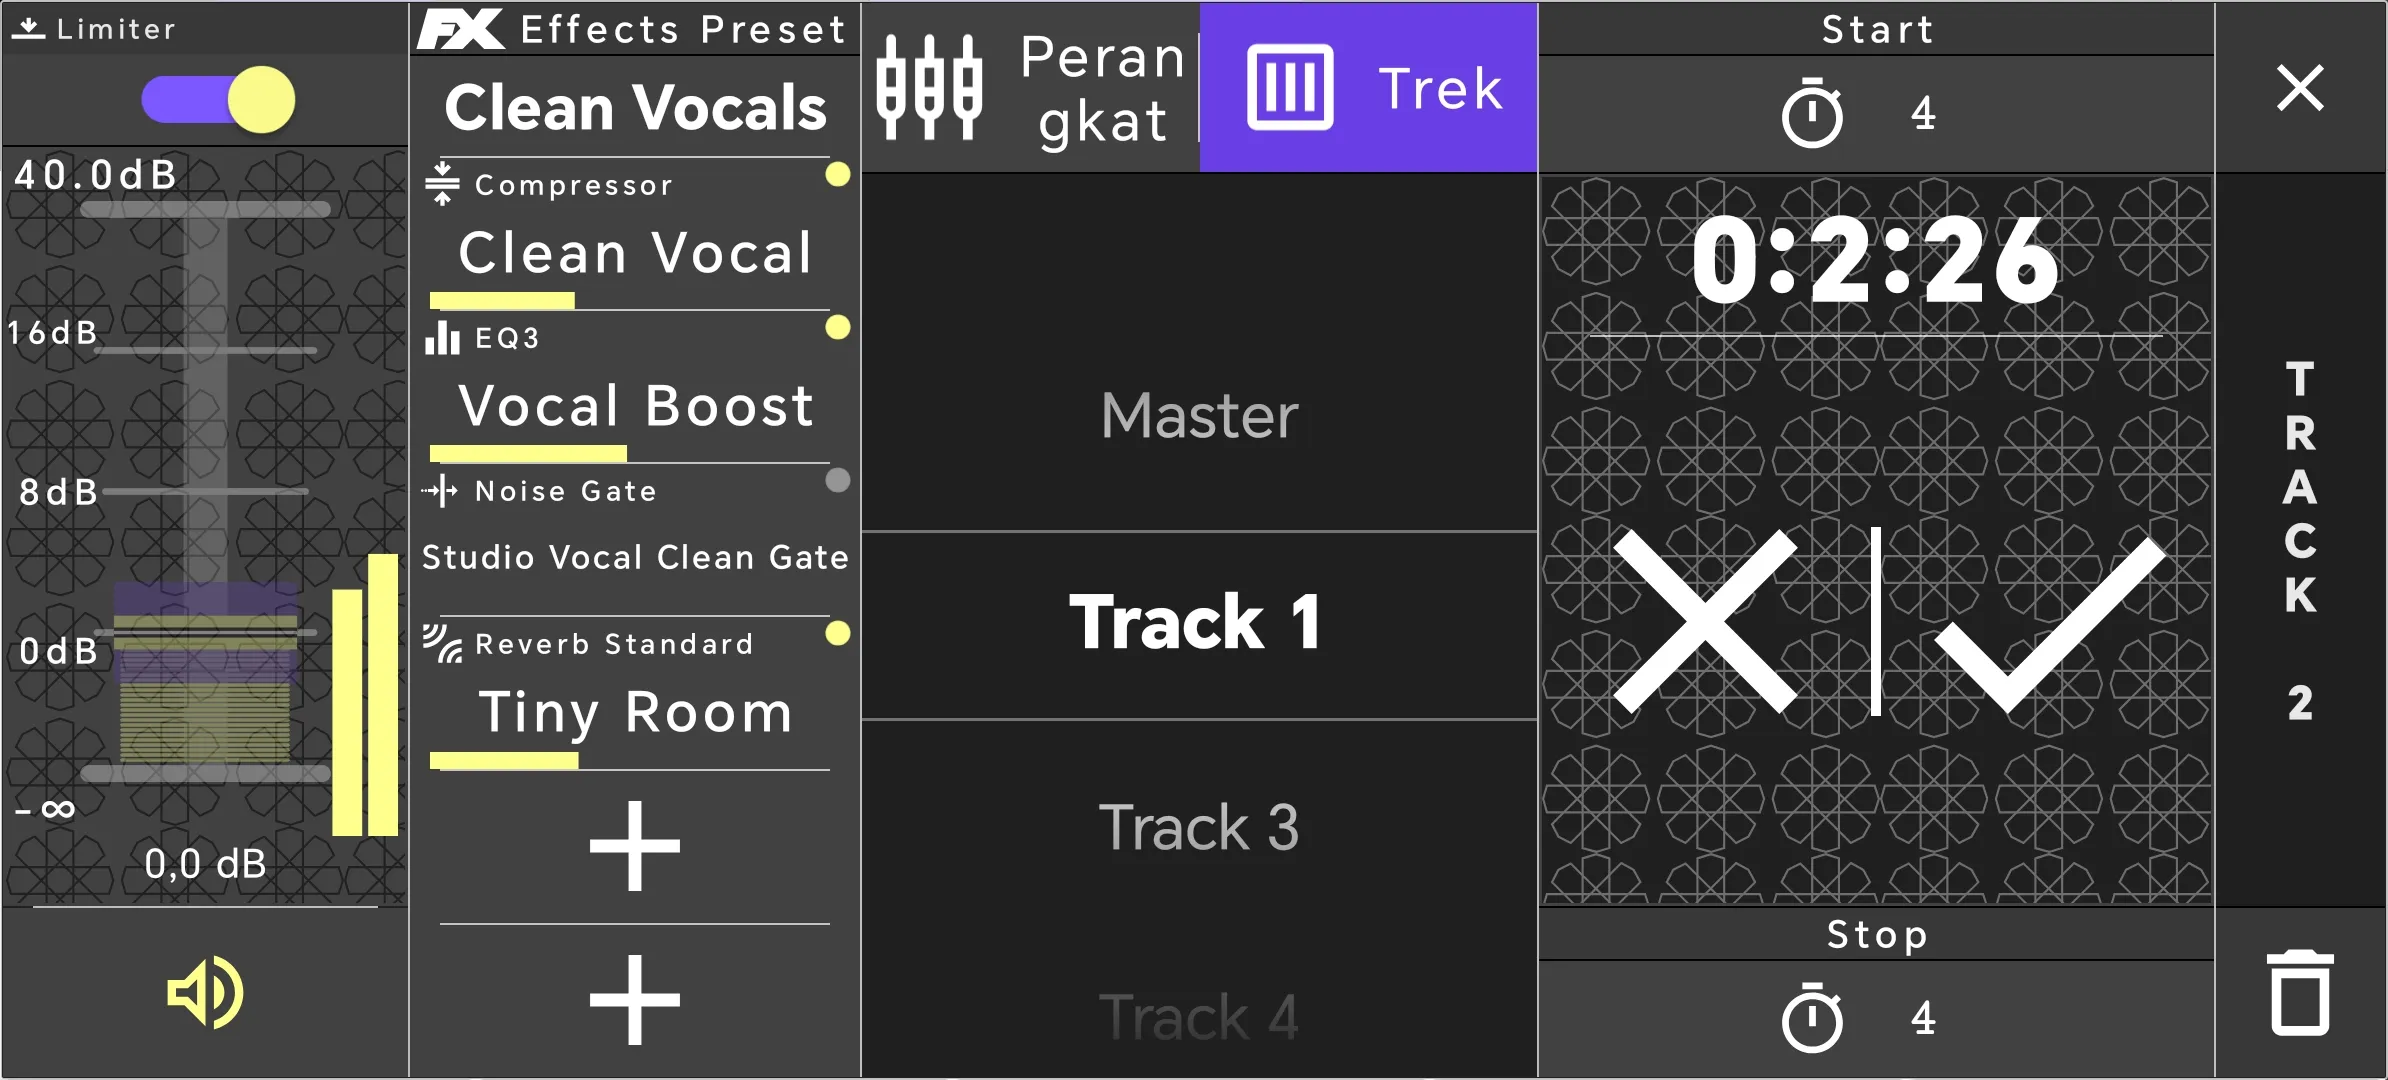 Limiter
40.0dB
16dB
8dB
0dB
-∞
0,0 dB
FX Effects Preset
Clean Vocals
Compressor
Clean Vocal
EQ3
Vocal Boost
Noise Gate
Studio Vocal Clean Gate
Reverb Standard
Tiny Room
Peran
gkat
Trek
Master
Track 1
Track 3
Track 4
Start
4
0:2:26
Stop
4
TRACK 2